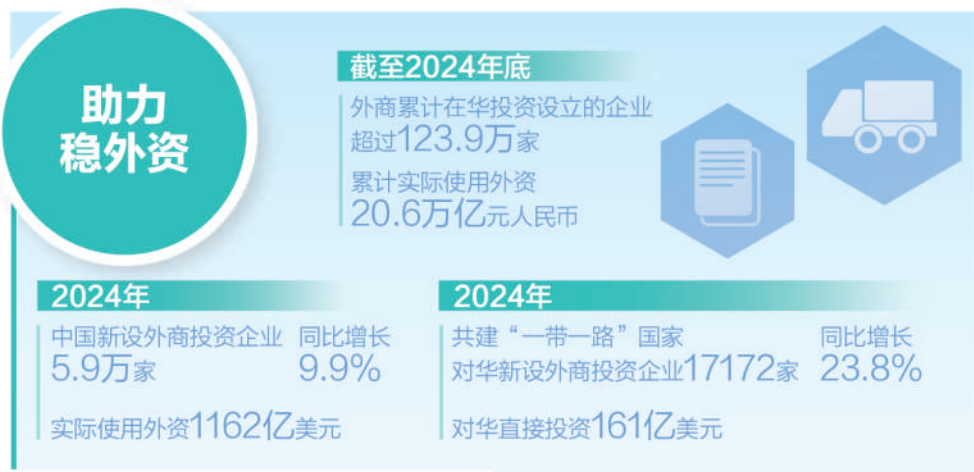 助力
稳外资
截至2024年底
外商累计在华投资设立的企业
超过123.9万家
累计实际使用外资
20.6万亿元人民币
2024年
中国新设外商投资企业 同比增长
5.9万家 9.9%
实际使用外资1162亿美元
2024年
共建“一带一路”国家 同比增长
对华新设外商投资企业17172家 23.8%
对华直接投资161亿美元